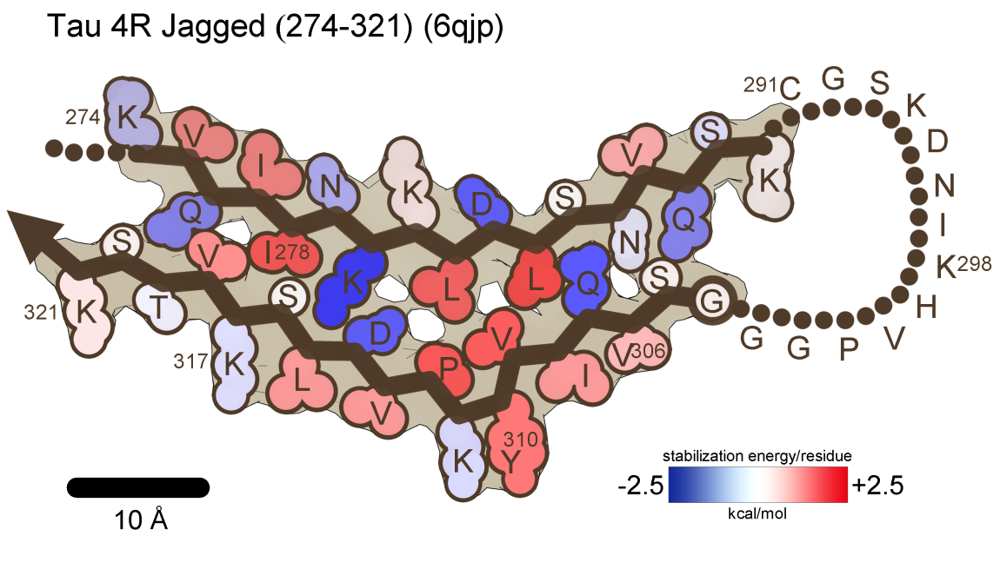 Tau 4R Jagged (274-321) (6qjp)
274 K
V
I
N
K
D
S
V
S
291 C
G
S
K
D
N
I
K298
H
V
P
G
G
K
Q
N
Q
V
I278
K
L
L
Q
S
G
S
T
S
D
V
P
V306
I
321 K
317 K
L
V
K
310
Y
10 Å
stabilization energy/residue
-2.5
+2.5
kcal/mol